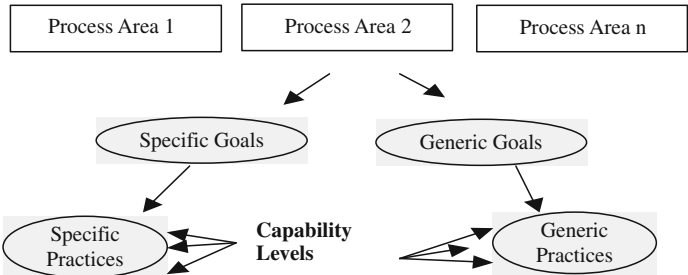 Process Area 1
Process Area 2
Process Area n
Specific Goals
Generic Goals
Specific
Practices
Capability
Levels
Generic
Practices